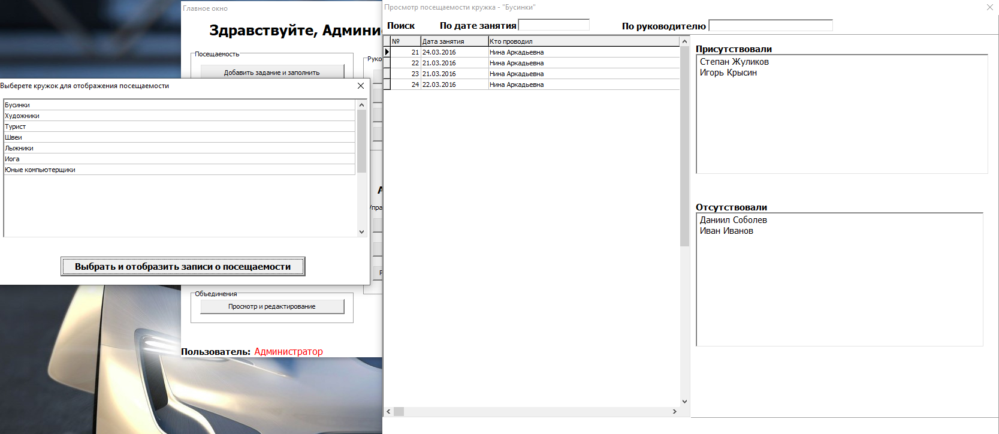 Главное окно
Здравствуйте,
Посещаемость
Добавить задание и заполнить
Выберете кружок для отображения посещаемости
Бусинки
Художники
Турист
Швеи
Лыжники
Иога
Юные компьютерщики
Выбрать и отобразить записи о посещаемости
Объединения
Просмотр и редактирование
Пользователь: Администратор
Просмотр посещаемости кружка - "Бусинки"
Поиск По дате занятия По руководителю
№ Дата занятия Кто проводил
21 24.03.2016 Нина Аркадьевна
22 21.03.2016 Нина Аркадьевна
23 21.03.2016 Нина Аркадьевна
24 22.03.2016 Нина Аркадьевна
Присутствовали
Степан Жуликов
Игорь Крысин
Отсутствовали
Даниил Соболев
Иван Иванов